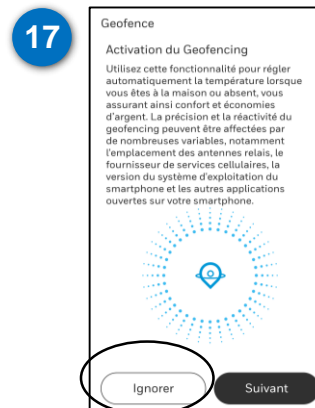 17
Geofence
Activation du Geofencing
Utilisez cette fonctionnalité pour régler
automatiquement la température lorsque
vous êtes à la maison ou absent, vous
assurant ainsi confort et économies
d'argent. La précision et la réactivité du
geofencing peuvent être affectées par
de nombreuses variables, notamment
l'emplacement des antennes relais, le
fournisseur de services cellulaires, la
version du système d'exploitation du
smartphone et les autres applications
ouvertes sur votre smartphone.
Ignorer
Suivant